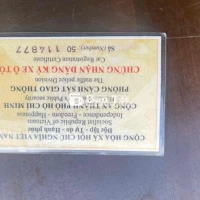 CỘNG HÒA XÃ HỘI CHỦ NGHĨA VIỆT NAM
Độc lập - Tự do - Hạnh phúc
Socialist Republic of Vietnam
Independence - Freedom - Happiness
CÔNG AN THÀNH PHỐ HỒ CHÍ MINH
Public security
PHÒNG CẢNH SÁT GIAO THÔNG
The traffic police Division
CHỨNG NHẬN ĐĂNG KÝ XE Ô TÔ
Car Registration Certificate
Số (Number): 50 114877